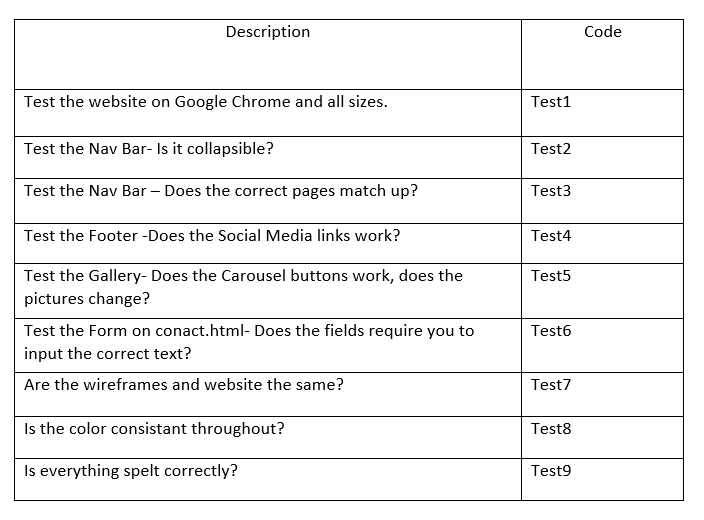 Description Code
Test the website on Google Chrome and all sizes. Test1
Test the Nav Bar- Is it collapsible? Test2
Test the Nav Bar – Does the correct pages match up? Test3
Test the Footer -Does the Social Media links work? Test4
Test the Gallery- Does the Carousel buttons work, does the Test5
pictures change?
Test the Form on conact.html- Does the fields require you to Test6
input the correct text?
Are the wireframes and website the same? Test7
Is the color consistant throughout? Test8
Is everything spelt correctly? Test9